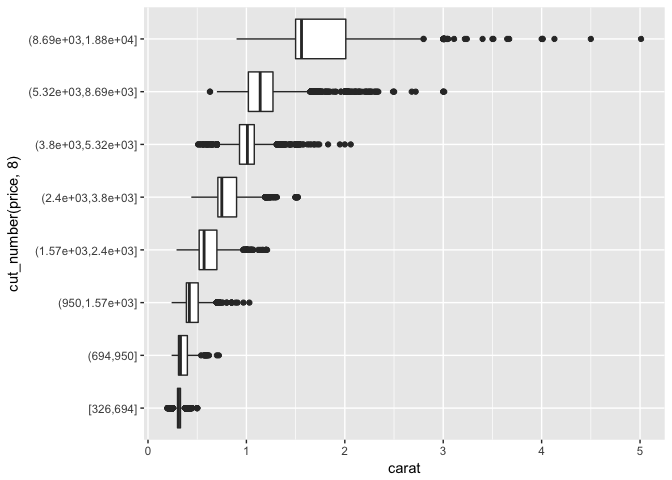 (8.69e+03,1.88e+04]
(5.32e+03,8.69e+03]
(3.8e+03,5.32e+03]
(2.4e+03,3.8e+03]
(1.57e+03,2.4e+03]
(950,1.57e+03]
(694,950]
[326,694]
cut_number(price, 8)
0 1 2 3 4 5
carat